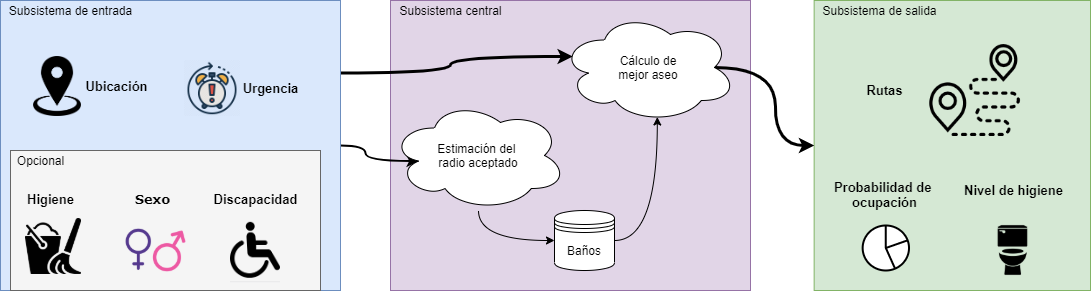 Subsistema de entrada
Ubicación
Urgencia
Opcional
Higiene
Sexo
Discapacidad
Subsistema central
Cálculo de
mejor aseo
Estimación del
radio aceptado
Baños
Subsistema de salida
Rutas
Probabilidad de
ocupación
Nivel de higiene